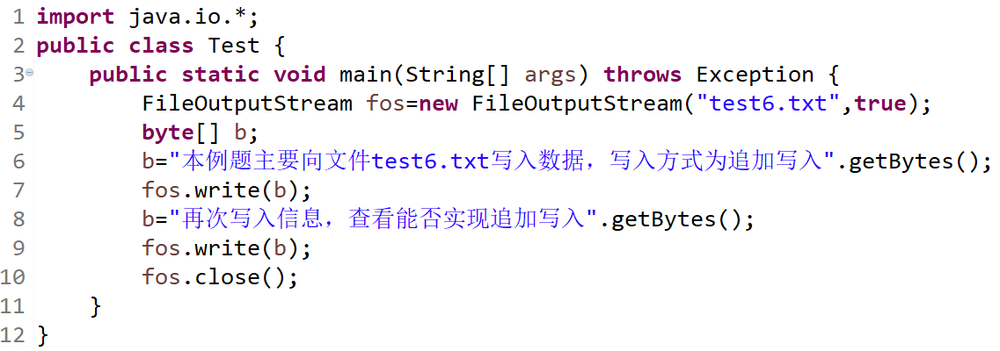 1 import java.io.*;
2 public class Test {
3 public static void main(String[] args) throws Exception {
4 FileOutputStream fos=new FileOutputStream("test6.txt",true);
5 byte[] b;
6 b="本例题主要向文件test6.txt写入数据，写入方式为追加写入".getBytes();
7 fos.write(b);
8 b="再次写入信息，查看能否实现追加写入".getBytes();
9 fos.write(b);
10 fos.close();
11 }
12 }